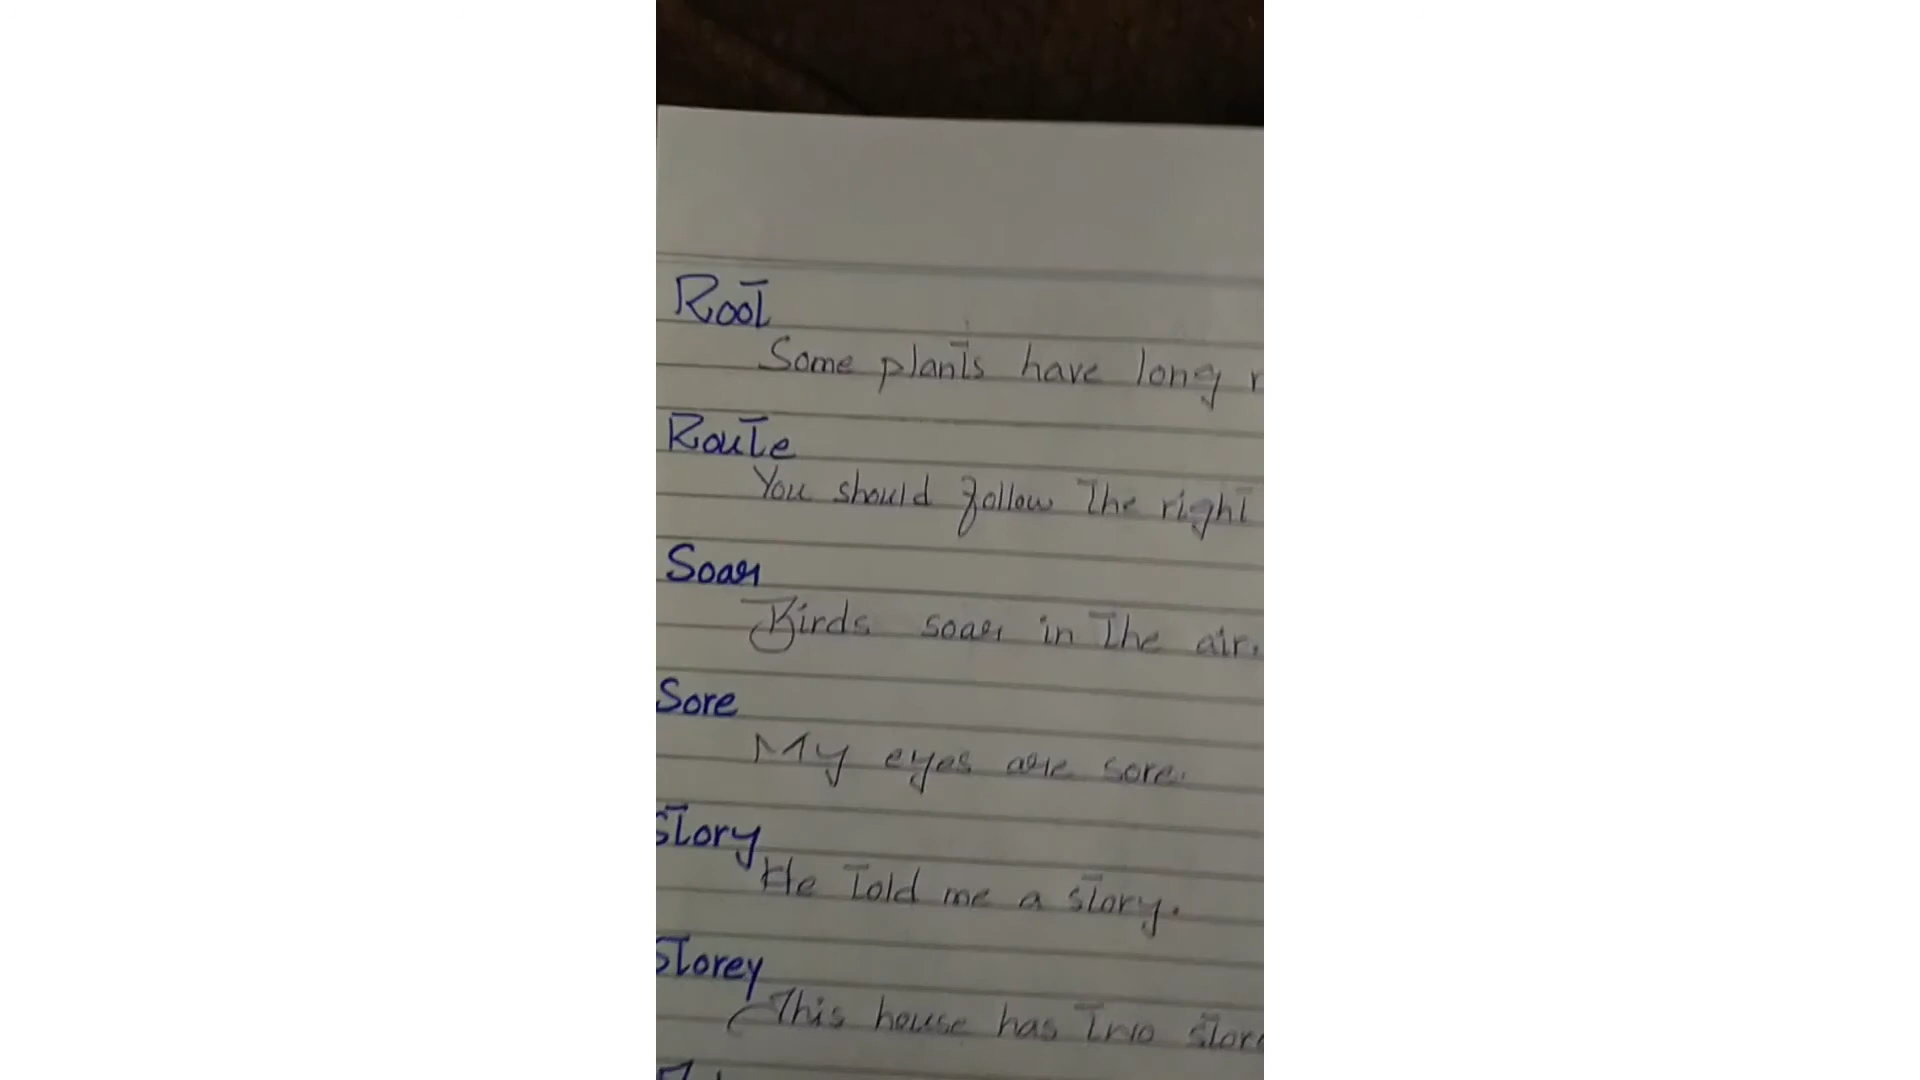 Root
Some plants have long
Route
You should follow the right
Soar
Birds soar in the air.
Sore
My eyes are sore.
Story
He told me a story.
Storey
This house has two